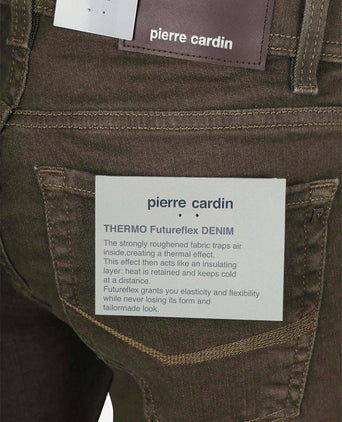 pierre cardin
pierre cardin
THERMO Futureflex DENIM
The strongly roughened fabric traps air
inside,creating a thermal effect.
This effect then acts like an insulating
layer: heat is retained and keeps cold
at a distance.
Futureflex grants you elasticity and flexibility
while never losing its form and
tailormade look.